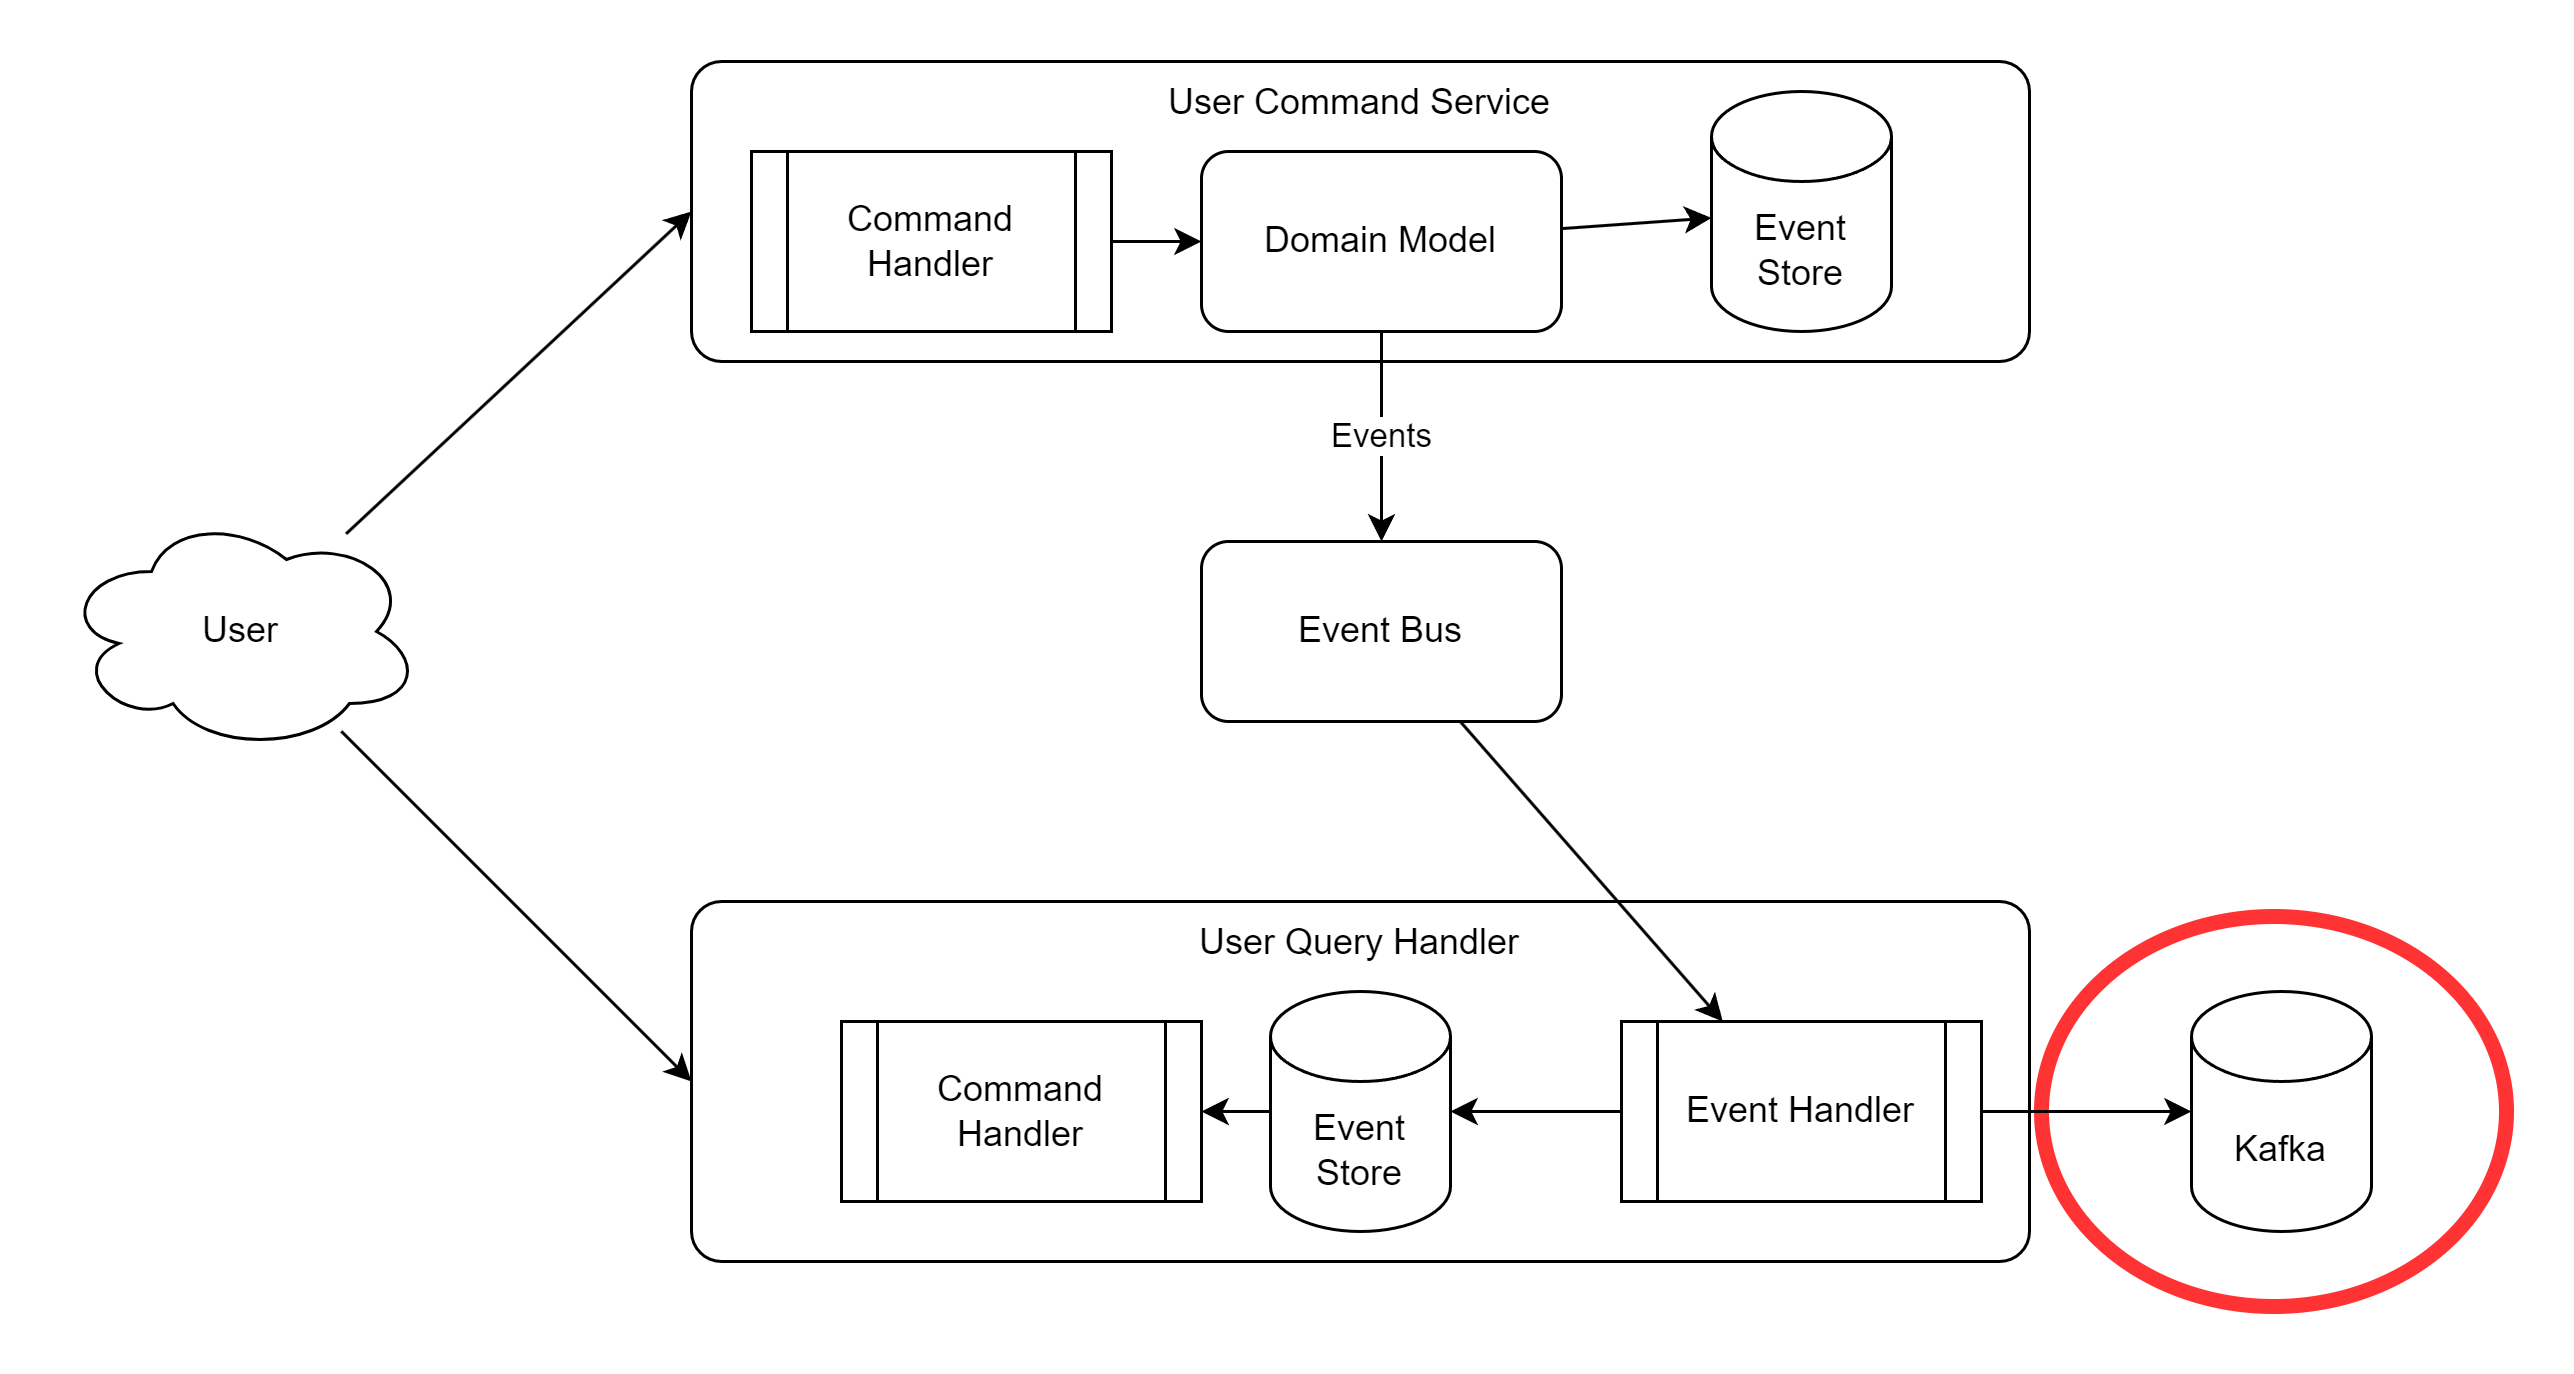 User Command Service
Command
Handler
Domain Model
Event
Store
Events
User
Event Bus
User Query Handler
Command
Handler
Event
Store
Event Handler
Kafka